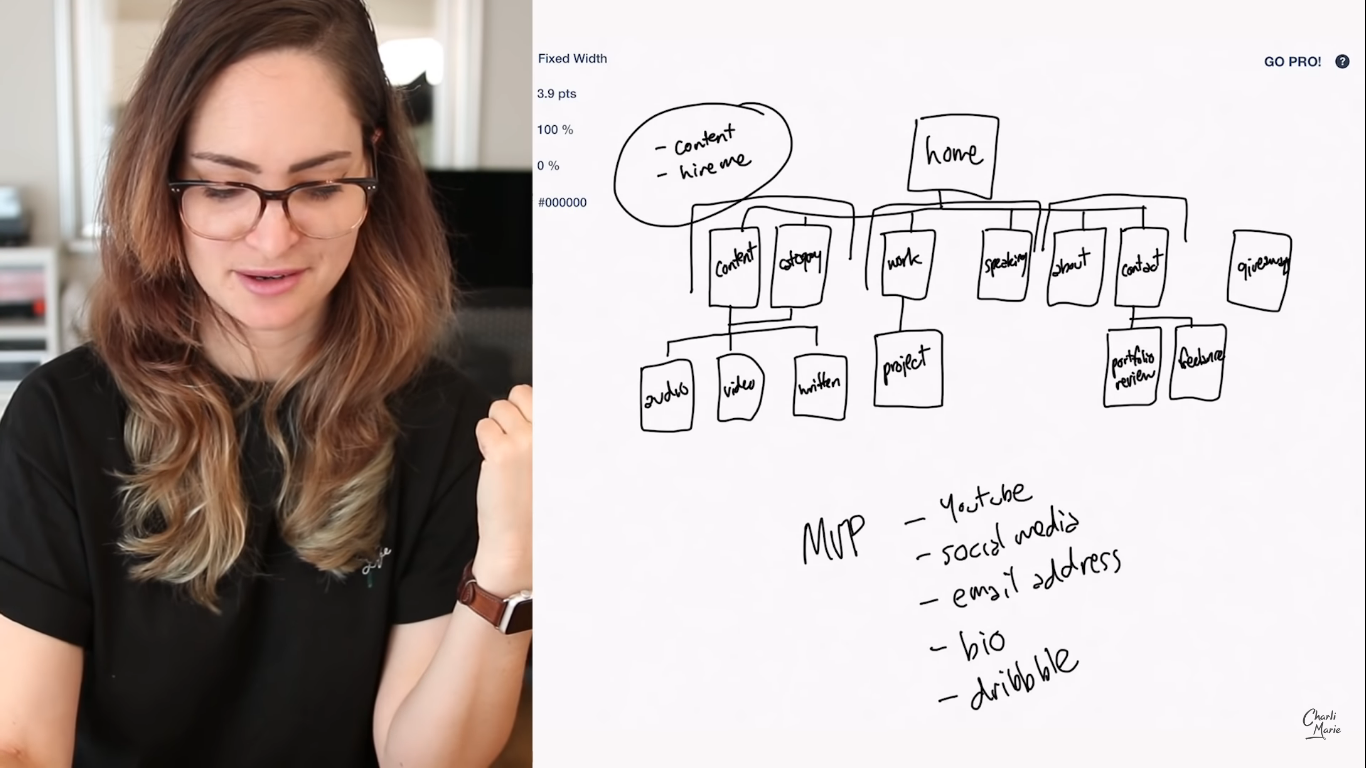 Fixed Width
GO PRO! ?
3.9 pts
100 %
0 %
#000000
- content
- hire me
home
content
category
work
speaking
about
contact
giveaway
audio
video
written
project
portfolio
review
freelance
MVP
- Youtube
- social media
- email address
- bio
- dribbble
Charli
Marie